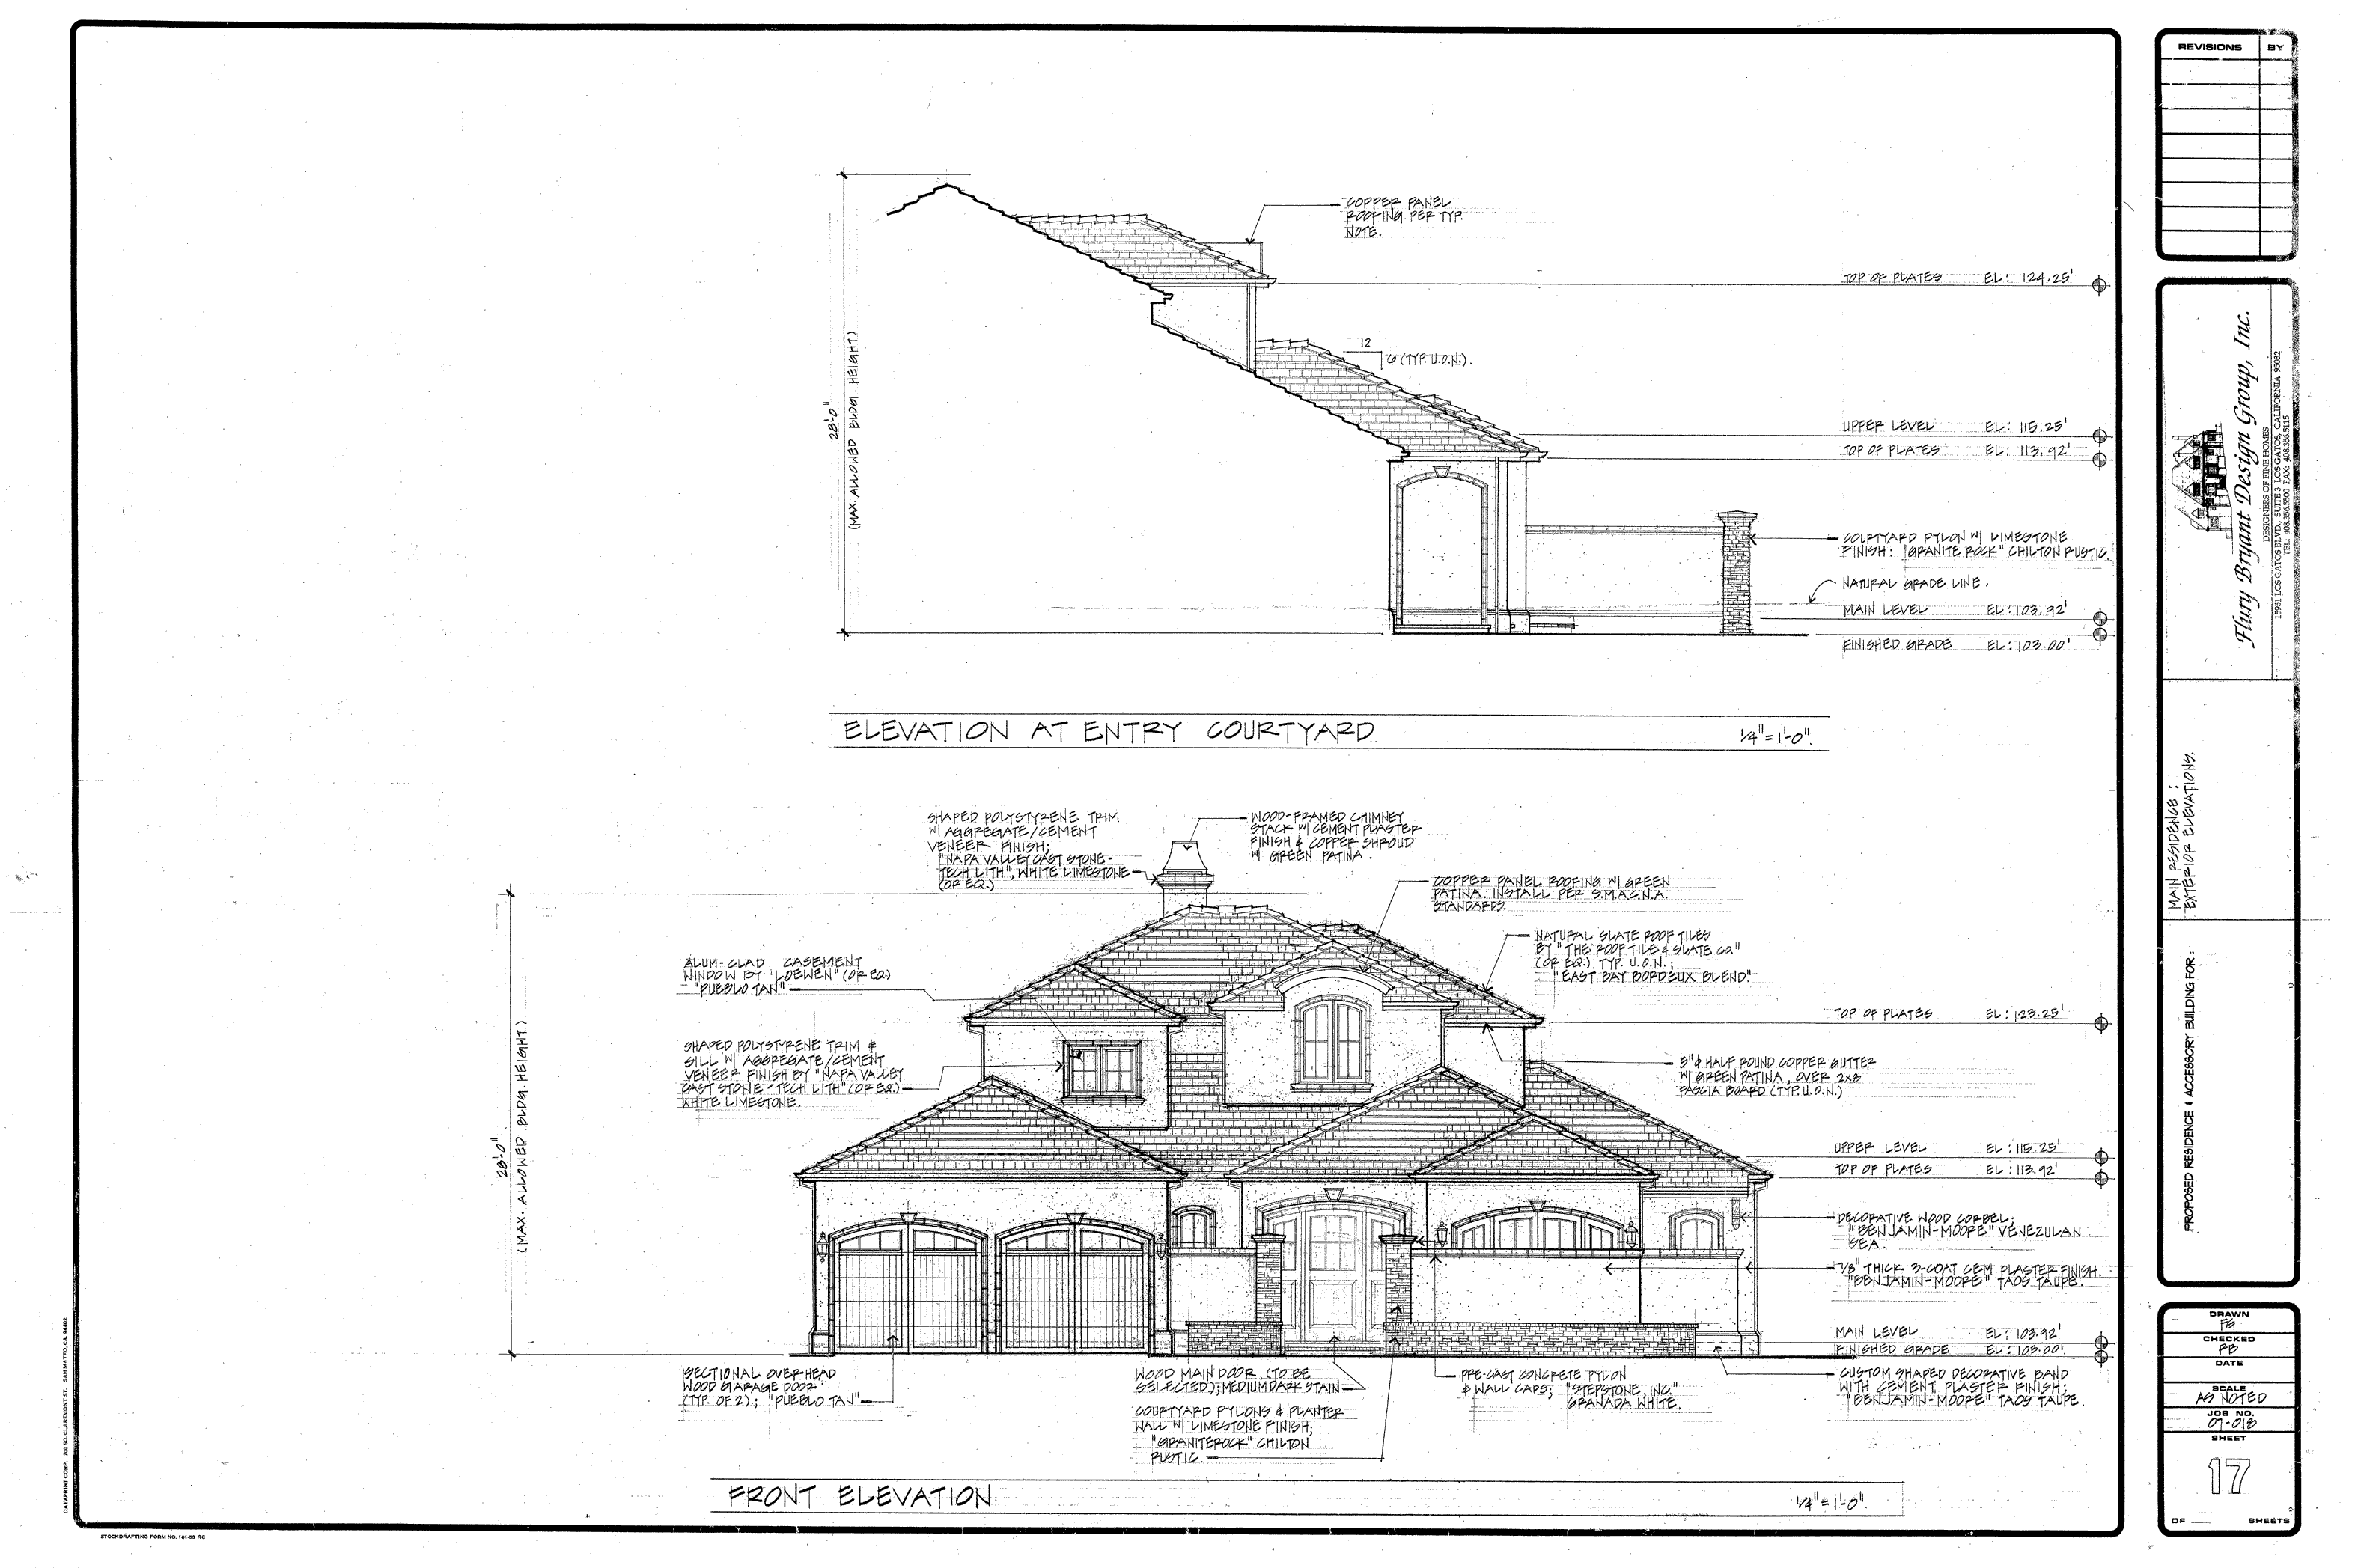 COPPER PANEL
ROOFING PER TYP.
NOTE.
TOP OF PLATES EL: 124.25'
12
6 (TYP. U.O.N.).
28'-0"
(MAX. ALLOWED BLDG. HEIGHT)
UPPER LEVEL EL: 115.25'
TOP OF PLATES EL: 113.92'
COURTYARD PYLON W/ LIMESTONE
FINISH: "GRANITE ROCK" CHILTON RUSTIC.
NATURAL GRADE LINE.
MAIN LEVEL EL: 103.92'
FINISHED GRADE EL: 103.00'
ELEVATION AT ENTRY COURTYARD 1/4"=1'-0".
SHAPED POLYSTYRENE TRIM
W/ AGGREGATE/CEMENT
VENEER FINISH;
"NAPA VALLEY CAST STONE -
TECH LITH", WHITE LIMESTONE
(OR EQ.)
WOOD-FRAMED CHIMNEY
STACK W/ CEMENT PLASTER
FINISH & COPPER SHROUD
W/ GREEN PATINA.
COPPER PANEL ROOFING W/ GREEN
PATINA. INSTALL PER S.M.A.C.N.A.
STANDARDS.
NATURAL SLATE ROOF TILES
BY "THE ROOF TILE & SLATE CO."
(OR EQ.) TYP. U.O.N.;
"EAST BAY BORDEUX BLEND."
ALUM-CLAD CASEMENT
WINDOW BY "LOEWEN" (OR EQ.)
"PUEBLO TAN"
TOP OF PLATES EL: 123.25'
SHAPED POLYSTYRENE TRIM &
SILL W/ AGGREGATE/CEMENT
VENEER FINISH BY "NAPA VALLEY
CAST STONE - TECH LITH" (OR EQ.)
WHITE LIMESTONE.
5"ϕ HALF ROUND COPPER GUTTER
W/ GREEN PATINA, OVER 2X8
FASCIA BOARD (TYP. U.O.N.)
28'-0"
(MAX. ALLOWED BLDG. HEIGHT)
UPPER LEVEL EL: 115.25'
TOP OF PLATES EL: 113.92'
DECORATIVE WOOD CORBEL;
"BENJAMIN-MOORE" VENEZULAN
SEA.
7/8" THICK 3-COAT CEM. PLASTER FINISH.
"BENJAMIN-MOORE" TAOS TAUPE.
MAIN LEVEL EL: 103.92'
FINISHED GRADE EL: 103.00'
SECTIONAL OVERHEAD
WOOD GARAGE DOOR
(TYP. OF 2).; "PUEBLO TAN"
WOOD MAIN DOOR. (TO BE
SELECTED); MEDIUM DARK STAIN
COURTYARD PYLONS & PLANTER
WALL W/ LIMESTONE FINISH;
"GRANITEROCK" CHILTON
RUSTIC.
PRE-CAST CONCRETE PYLON
& WALL CAPS; "STEPSTONE, INC."
GRANADA WHITE.
CUSTOM SHAPED DECORATIVE BAND
WITH CEMENT PLASTER FINISH;
"BENJAMIN-MOORE" TAOS TAUPE.
FRONT ELEVATION 1/4"=1'-0".
REVISIONS BY
Flury Bryant Design Group, Inc.
DESIGNERS OF FINE HOMES
15951 LOS GATOS BLVD., SUITE 3 LOS GATOS, CALIFORNIA 95032
TEL: 408.356.5500 FAX: 408.356.5115
MAIN RESIDENCE:
EXTERIOR ELEVATIONS.
PROPOSED RESIDENCE & ACCESSORY BUILDING FOR:
DRAWN
FG
CHECKED
PB
DATE
SCALE
AS NOTED
JOB NO.
07-018
SHEET
17
OF SHEETS
DATAPRINT CORP. 700 SO. CLAREMONT ST. SAN MATEO, CA. 94402
STOCKDRAFTING FORM NO. 101-38 RC